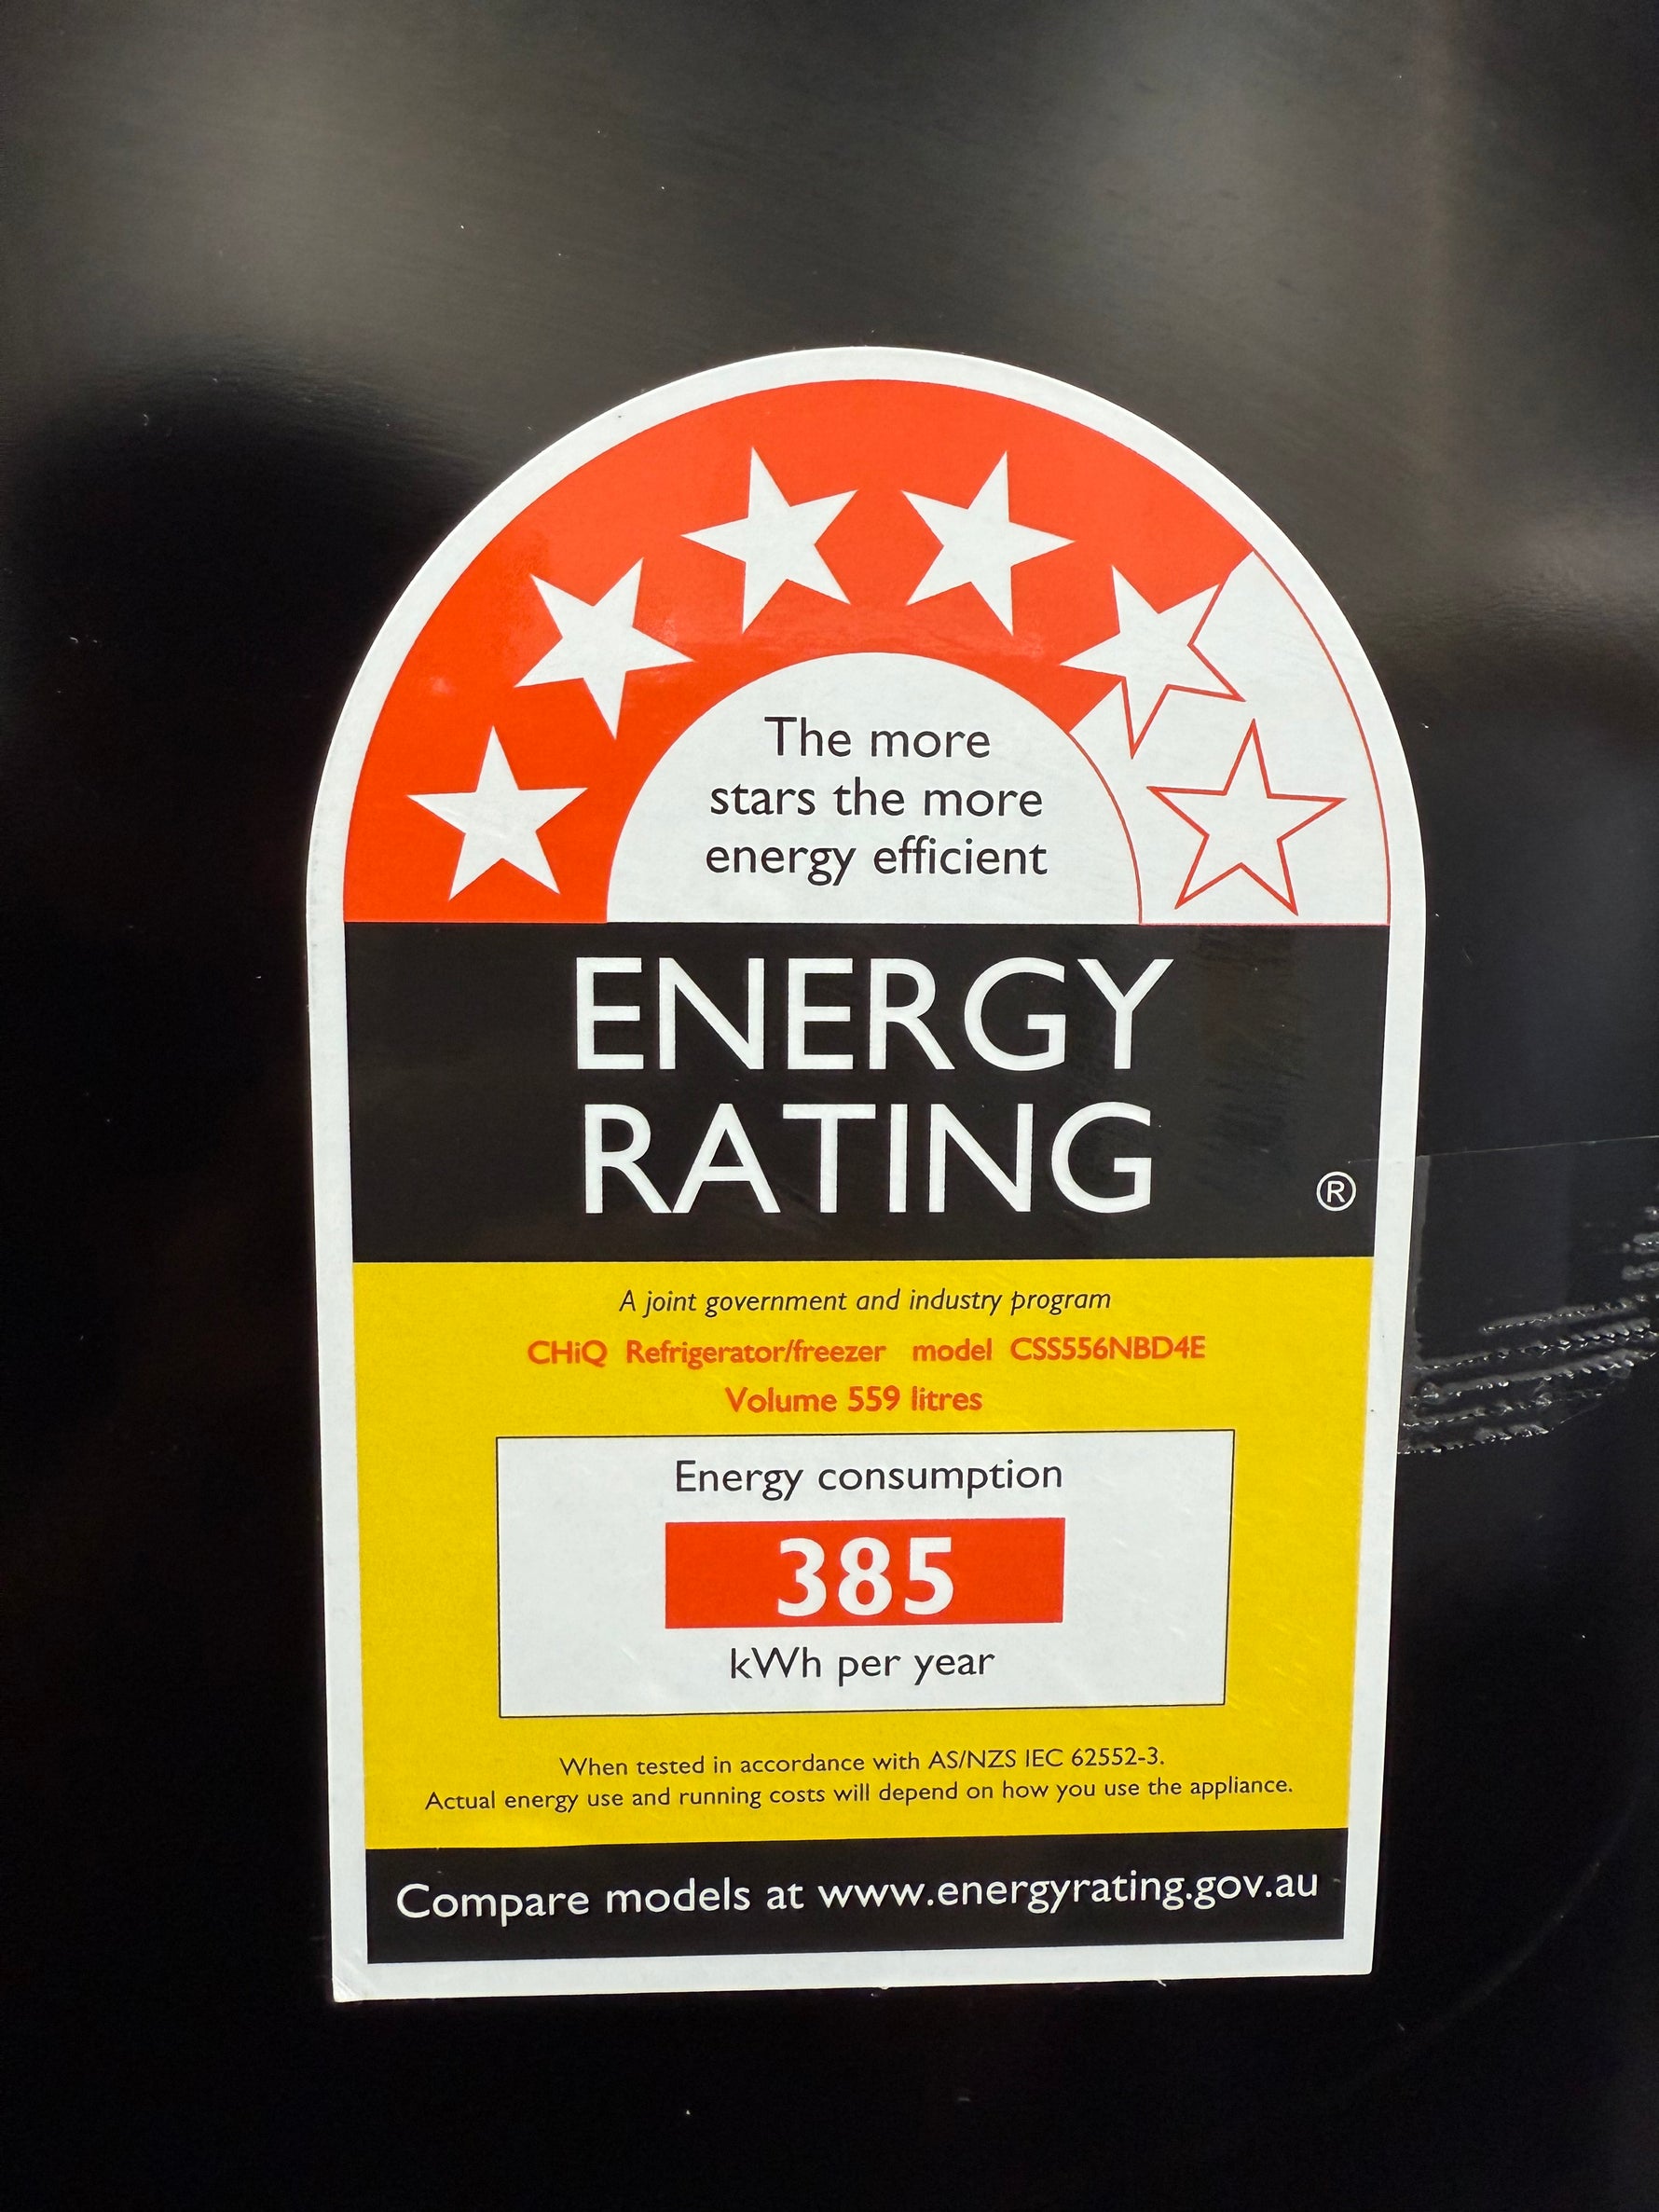 The more
stars the more
energy efficient
ENERGY
RATING
®
A joint government and industry program
CHiQ Refrigerator/freezer model CSS556NBD4E
Volume 559 litres
Energy consumption
385
kWh per year
When tested in accordance with AS/NZS IEC 62552-3.
Actual energy use and running costs will depend on how you use the appliance.
Compare models at www.energyrating.gov.au